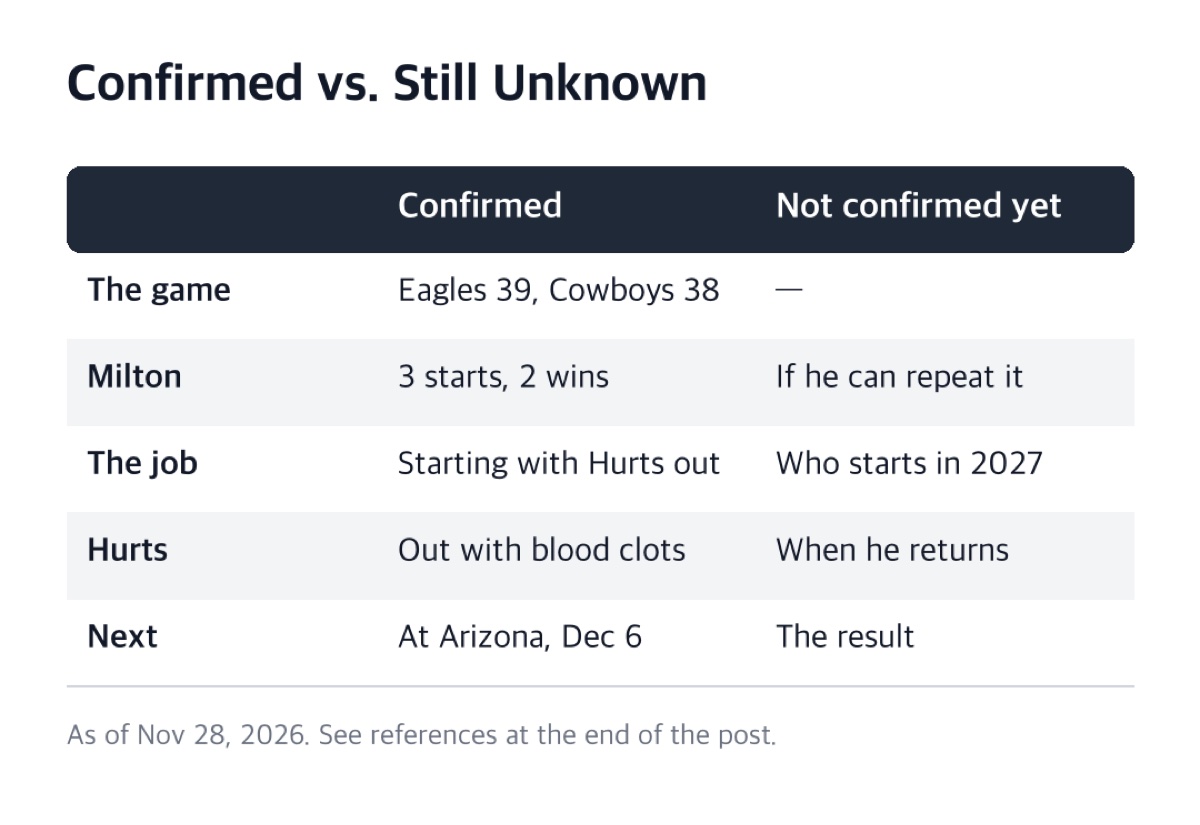 Confirmed vs. Still Unknown
Confirmed Not confirmed yet
The game Eagles 39, Cowboys 38 —
Milton 3 starts, 2 wins If he can repeat it
The job Starting with Hurts out Who starts in 2027
Hurts Out with blood clots When he returns
Next At Arizona, Dec 6 The result
As of Nov 28, 2026. See references at the end of the post.